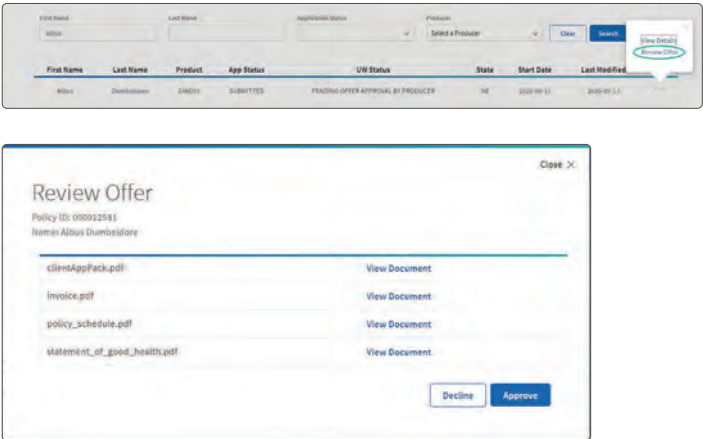 First Name Last Name Application Status Producer
Albus Select a Producer Clear Search
View Details
Review Offer
First Name Last Name Product App Status UW Status State Start Date Last Modified
Albus Dumbeldore SUBMITTED PENDING OFFER APPROVAL BY PRODUCER NE
Close ×
Review Offer
Policy ID: 000012581
Name: Albus Dumbeldore
clientAppPack.pdf View Document
invoice.pdf View Document
policy_schedule.pdf View Document
statement_of_good_health.pdf View Document
Decline Approve